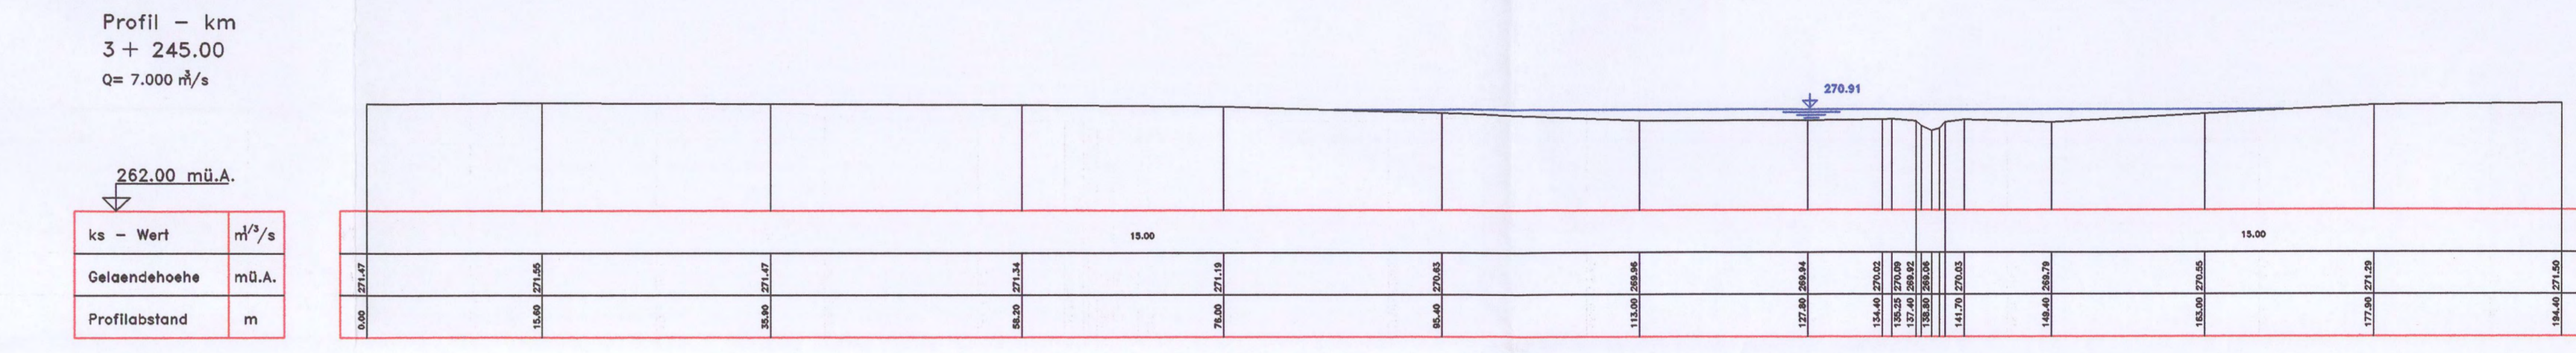 Profil - km
3+ 245.00
Q= 7.000 m³/s
270.91
262.00 mü.A.
ks - Wert m1/3/s 15.00 15.00
Gelaendehoehe mü.A. 271.47 271.55 271.47 271.34 271.19 270.63 269.96 269.94 270.02 270.09 269.92 269.06 270.03 269.79 270.55 271.29 271.50
Profilabstand m 0.00 15.60 35.90 58.20 76.00 95.40 113.00 127.80 134.40 135.25 137.40 138.80 141.70 149.40 163.00 177.90 194.40